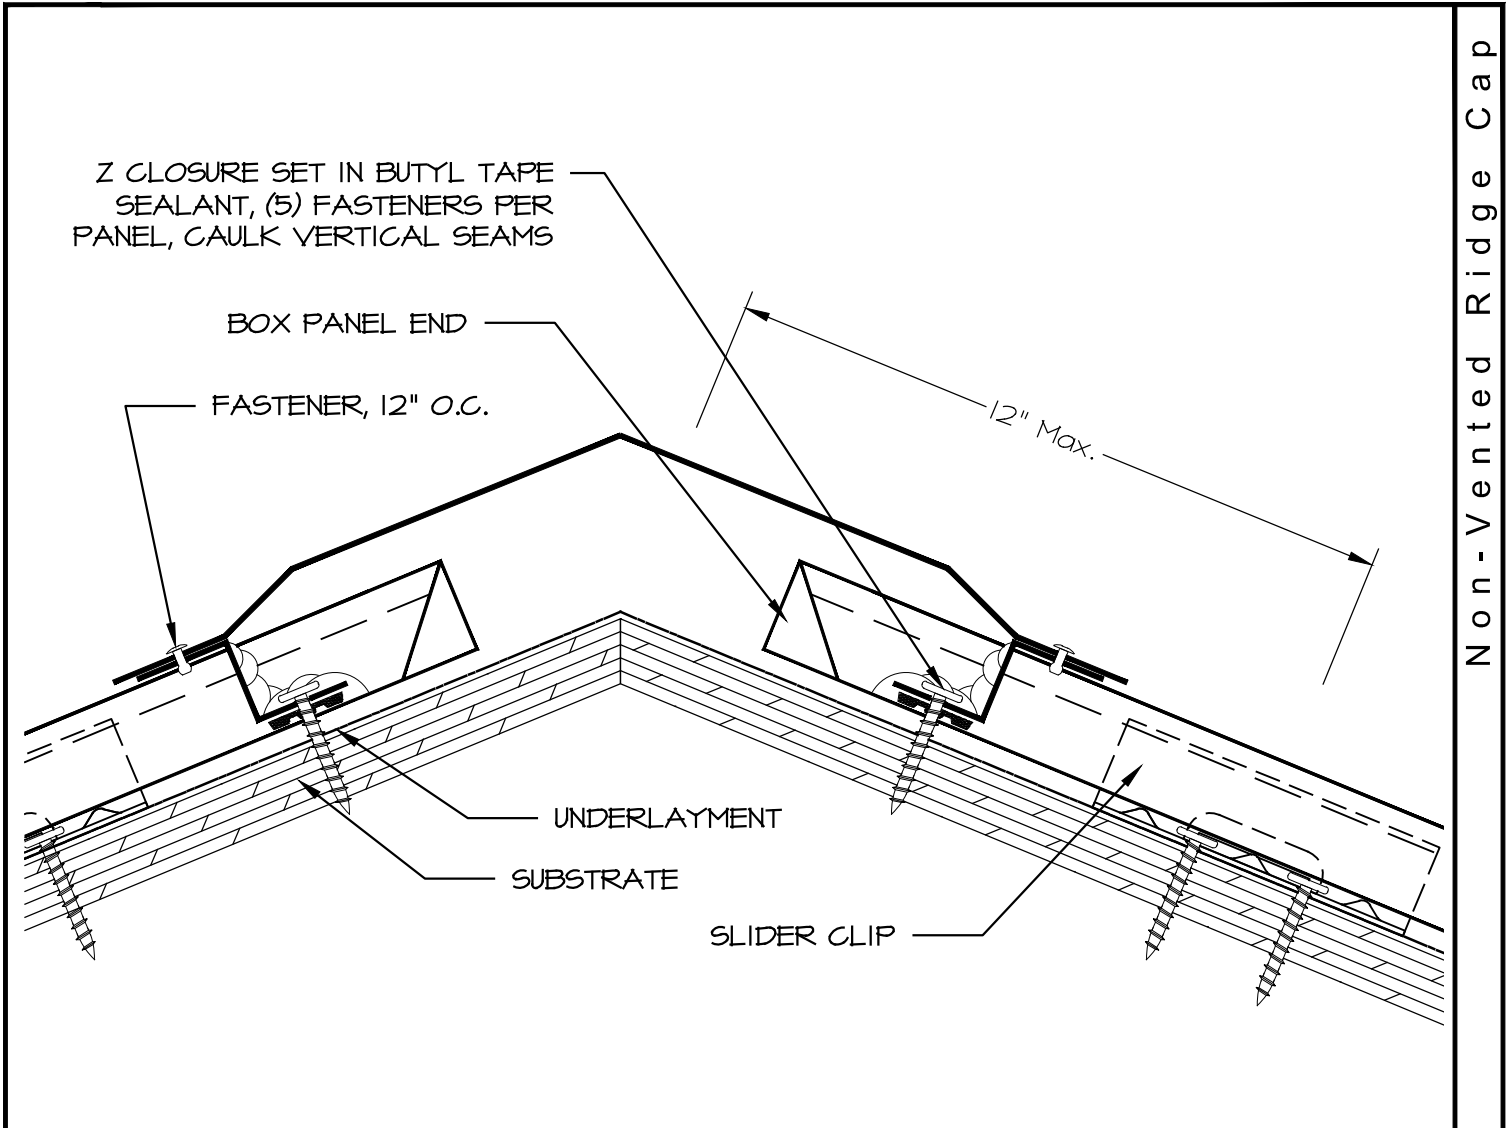 Z CLOSURE SET IN BUTYL TAPE
SEALANT, (5) FASTENERS PER
PANEL, CAULK VERTICAL SEAMS
BOX PANEL END
FASTENER, 12" O.C.
12" Max.
UNDERLAYMENT
SUBSTRATE
SLIDER CLIP
Non-Vented Ridge Cap